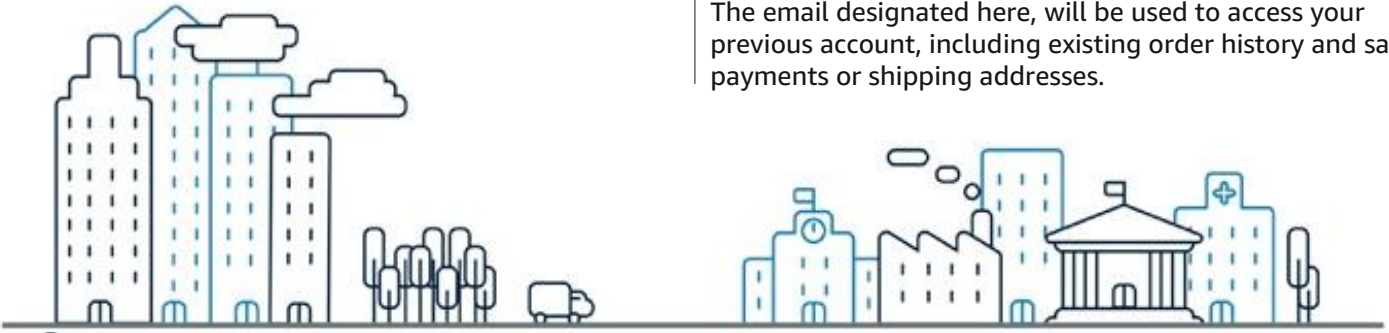 The email designated here, will be used to access your
previous account, including existing order history and sa
payments or shipping addresses.